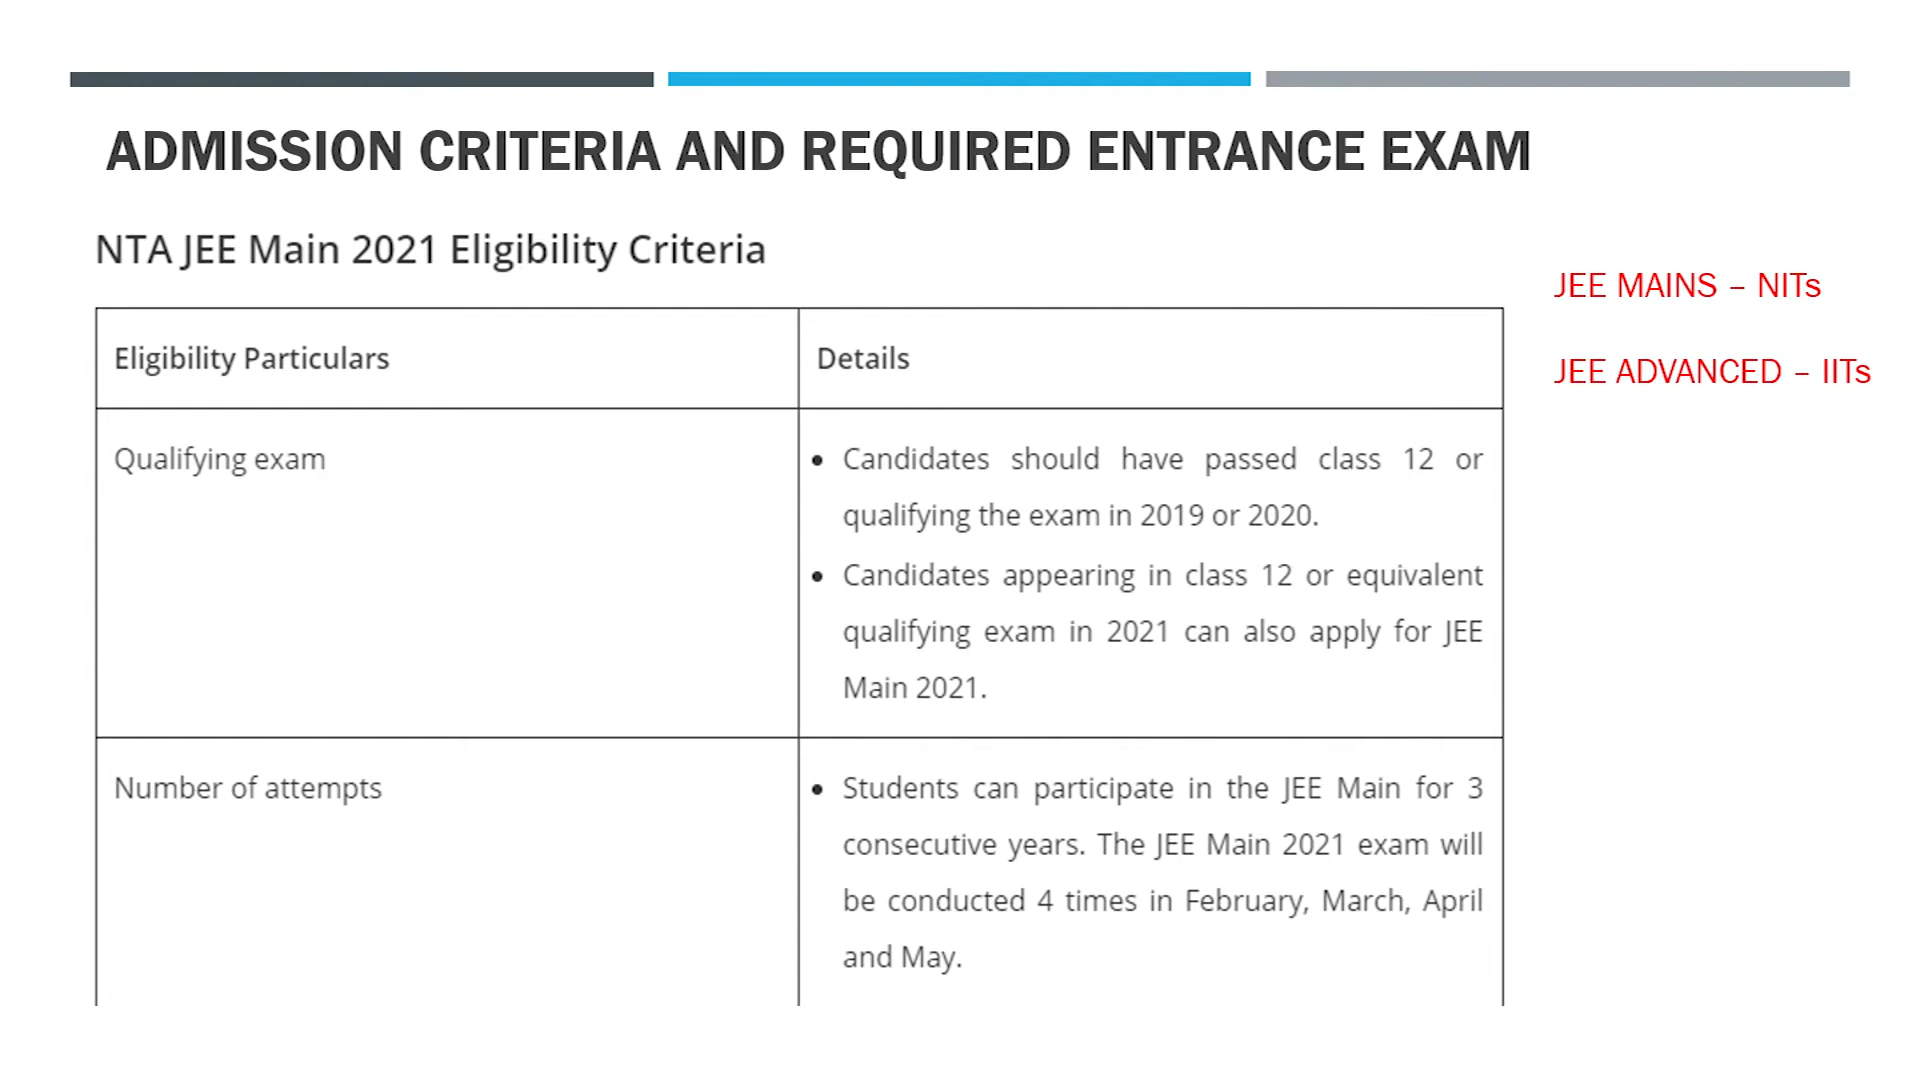 ADMISSION CRITERIA AND REQUIRED ENTRANCE EXAM
NTA JEE Main 2021 Eligibility Criteria
JEE MAINS – NITs
JEE ADVANCED – IITs
Eligibility Particulars
Details
Qualifying exam
• Candidates should have passed class 12 or
qualifying the exam in 2019 or 2020.
• Candidates appearing in class 12 or equivalent
qualifying exam in 2021 can also apply for JEE
Main 2021.
Number of attempts
• Students can participate in the JEE Main for 3
consecutive years. The JEE Main 2021 exam will
be conducted 4 times in February, March, April
and May.